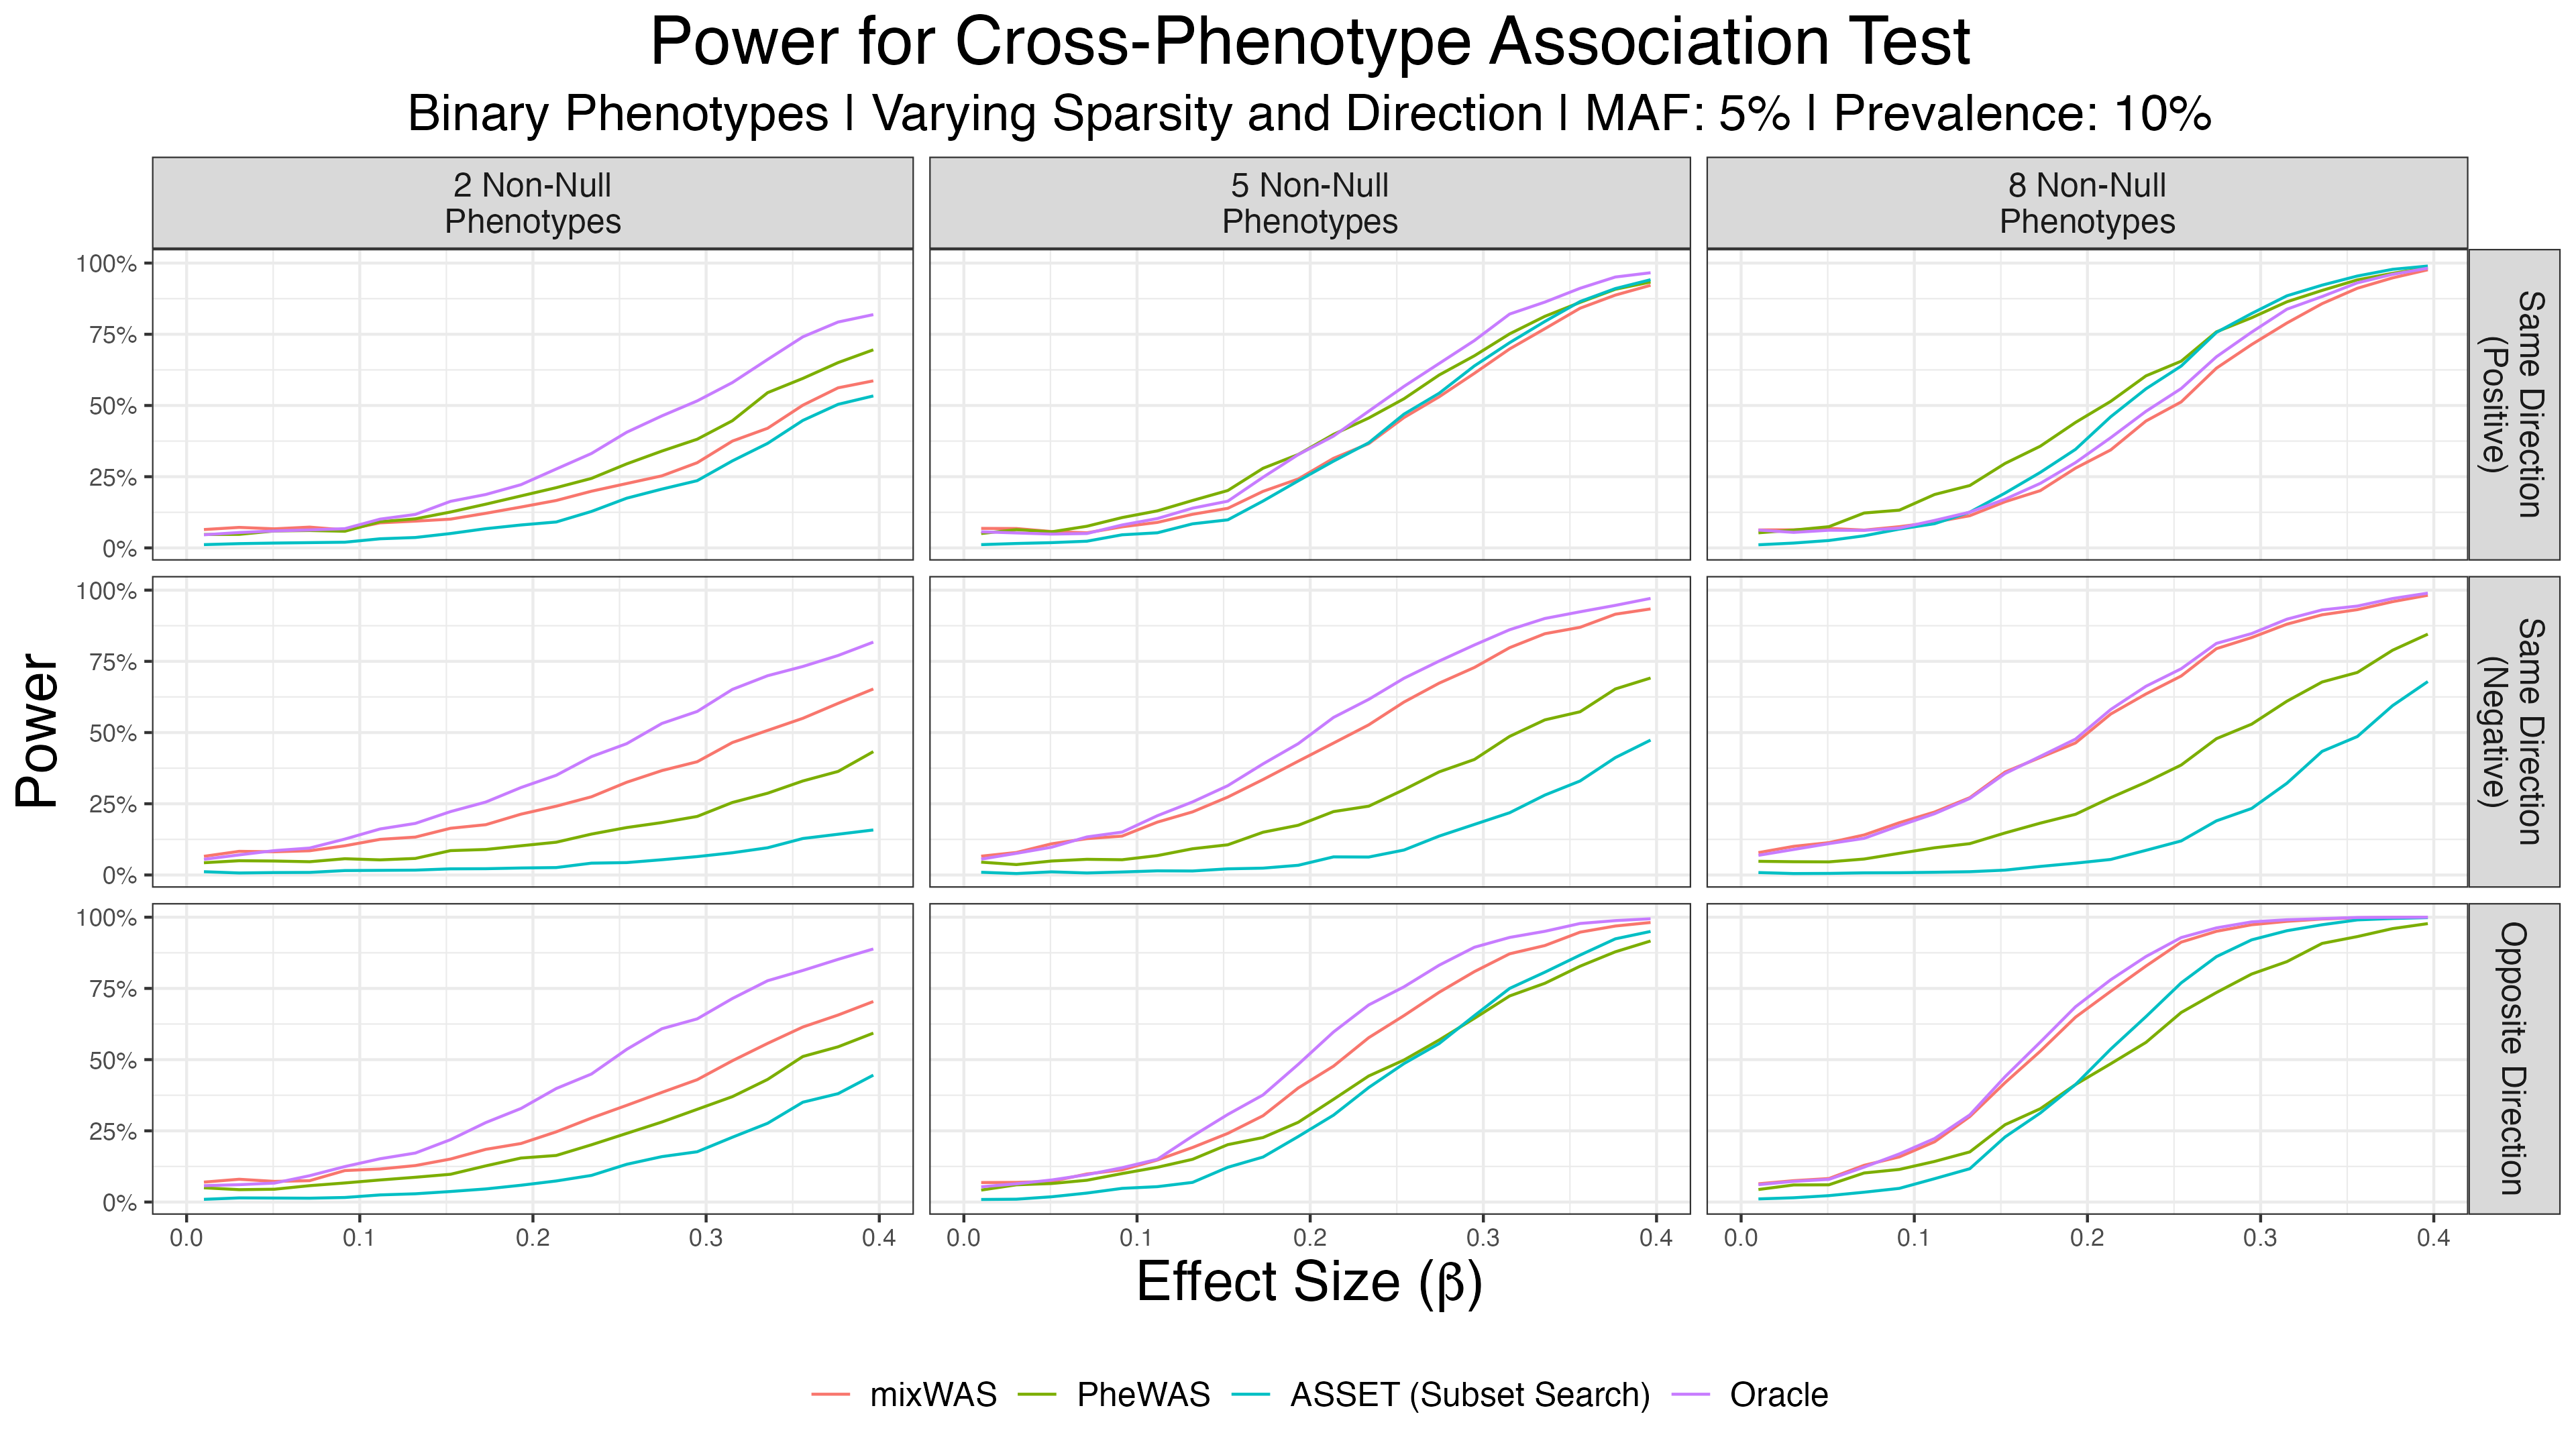 Power for Cross-Phenotype Association Test
Binary Phenotypes | Varying Sparsity and Direction | MAF: 5% | Prevalence: 10%
2 Non-Null
Phenotypes
5 Non-Null
Phenotypes
8 Non-Null
Phenotypes
100%
75%
50%
25%
0%
Same Direction
(Positive)
100%
75%
50%
25%
0%
Same Direction
(Negative)
100%
75%
50%
25%
0%
Opposite Direction
Power
0.0 0.1 0.2 0.3 0.4
0.0 0.1 0.2 0.3 0.4
0.0 0.1 0.2 0.3 0.4
Effect Size (β)
mixWAS PheWAS ASSET (Subset Search) Oracle